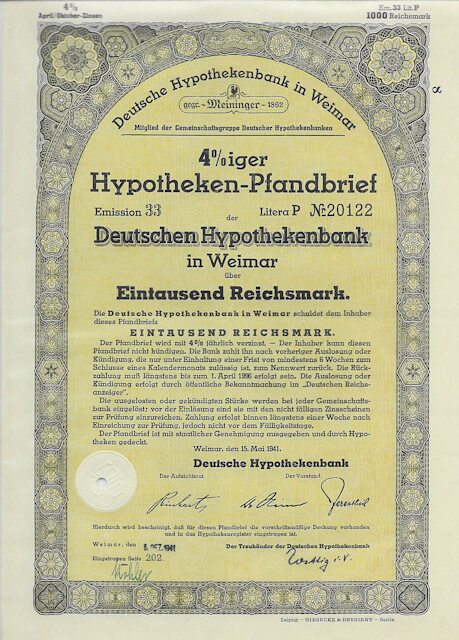 4%
April/Oktober-Zinsen
Em. 33 Lit. P
1000 Reichsmark
Deutsche Hypothekenbank in Weimar
gegr. - Meininger - 1862
Mitglied der Gemeinschaftsgruppe Deutscher Hypothekenbanken
4%iger
Hypotheken-Pfandbrief
Emission 33 der Litera P № 20122
Deutschen Hypothekenbank
in Weimar
über
Eintausend Reichsmark.
Die Deutsche Hypothekenbank in Weimar schuldet dem Inhaber
dieses Pfandbriefs
EINTAUSEND REICHSMARK.
Der Pfandbrief wird mit 4% jährlich verzinst. — Der Inhaber kann diesen
Pfandbrief nicht kündigen. Die Bank zahlt ihn nach vorheriger Auslosung oder
Kündigung, die nur unter Einhaltung einer Frist von mindestens 6 Wochen zum
Schlusse eines Kalendermonats zulässig ist, zum Nennwert zurück. Die Rück-
zahlung muß längstens bis zum 1. April 1996 erfolgt sein. Die Auslosung oder
Kündigung erfolgt durch öffentliche Bekanntmachung im „Deutschen Reichs-
anzeiger".
Die ausgelosten oder gekündigten Stücke werden bei jeder Gemeinschafts-
bank eingelöst; vor der Einlösung sind sie mit den nicht fälligen Zinsscheinen
zur Prüfung einzureichen. Zahlung erfolgt binnen längstens einer Woche nach
Einreichung zur Prüfung, jedoch nicht vor dem Fälligkeitstage.
Der Pfandbrief ist mit staatlicher Genehmigung ausgegeben und durch Hypo-
theken gedeckt.
Weimar, den 15. Mai 1941.
Deutsche Hypothekenbank
Der Aufsichtsrat Der Vorstand
Hierdurch wird bescheinigt, daß für diesen Pfandbrief die vorschriftsmäßige Deckung vorhanden
und in das Hypothekenregister eingetragen ist.
Weimar, den 8. DEZ. 1941
Der Treuhänder der Deutschen Hypothekenbank
Eingetragen Seite 202
Köhler
Leipzig — GIESECKE & DEVRIENT — Berlin